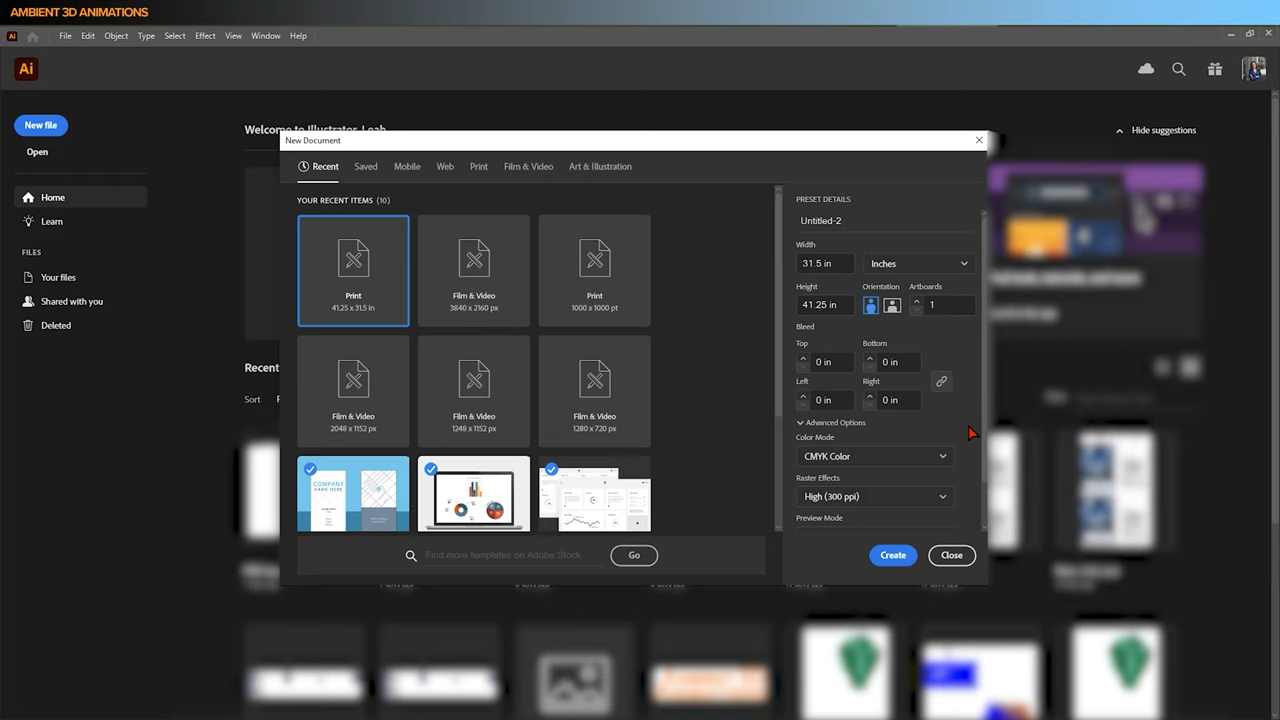 AMBIENT 3D ANIMATIONS
Ai File Edit Object Type Select Effect View Window Help
Ai
New file
Welcome to Illustrator, Leah
Hide suggestions
Open
Home
Learn
FILES
Your files
Shared with you
Deleted
Recent
Sort
New Document
Recent Saved Mobile Web Print Film & Video Art & Illustration
YOUR RECENT ITEMS (10)
Print
41.25 x 31.5 in
Film & Video
3840 x 2160 px
Print
1000 x 1000 pt
Film & Video
2048 x 1152 px
Film & Video
1248 x 1152 px
Film & Video
1280 x 720 px
COMPANY
NAME HERE
Find more templates on Adobe Stock
Go
PRESET DETAILS
Untitled-2
Width
31.5 in Inches
Height Orientation Artboards
41.25 in 1
Bleed
Top Bottom
0 in 0 in
Left Right
0 in 0 in
Advanced Options
Color Mode
CMYK Color
Raster Effects
High (300 ppi)
Preview Mode
Create Close